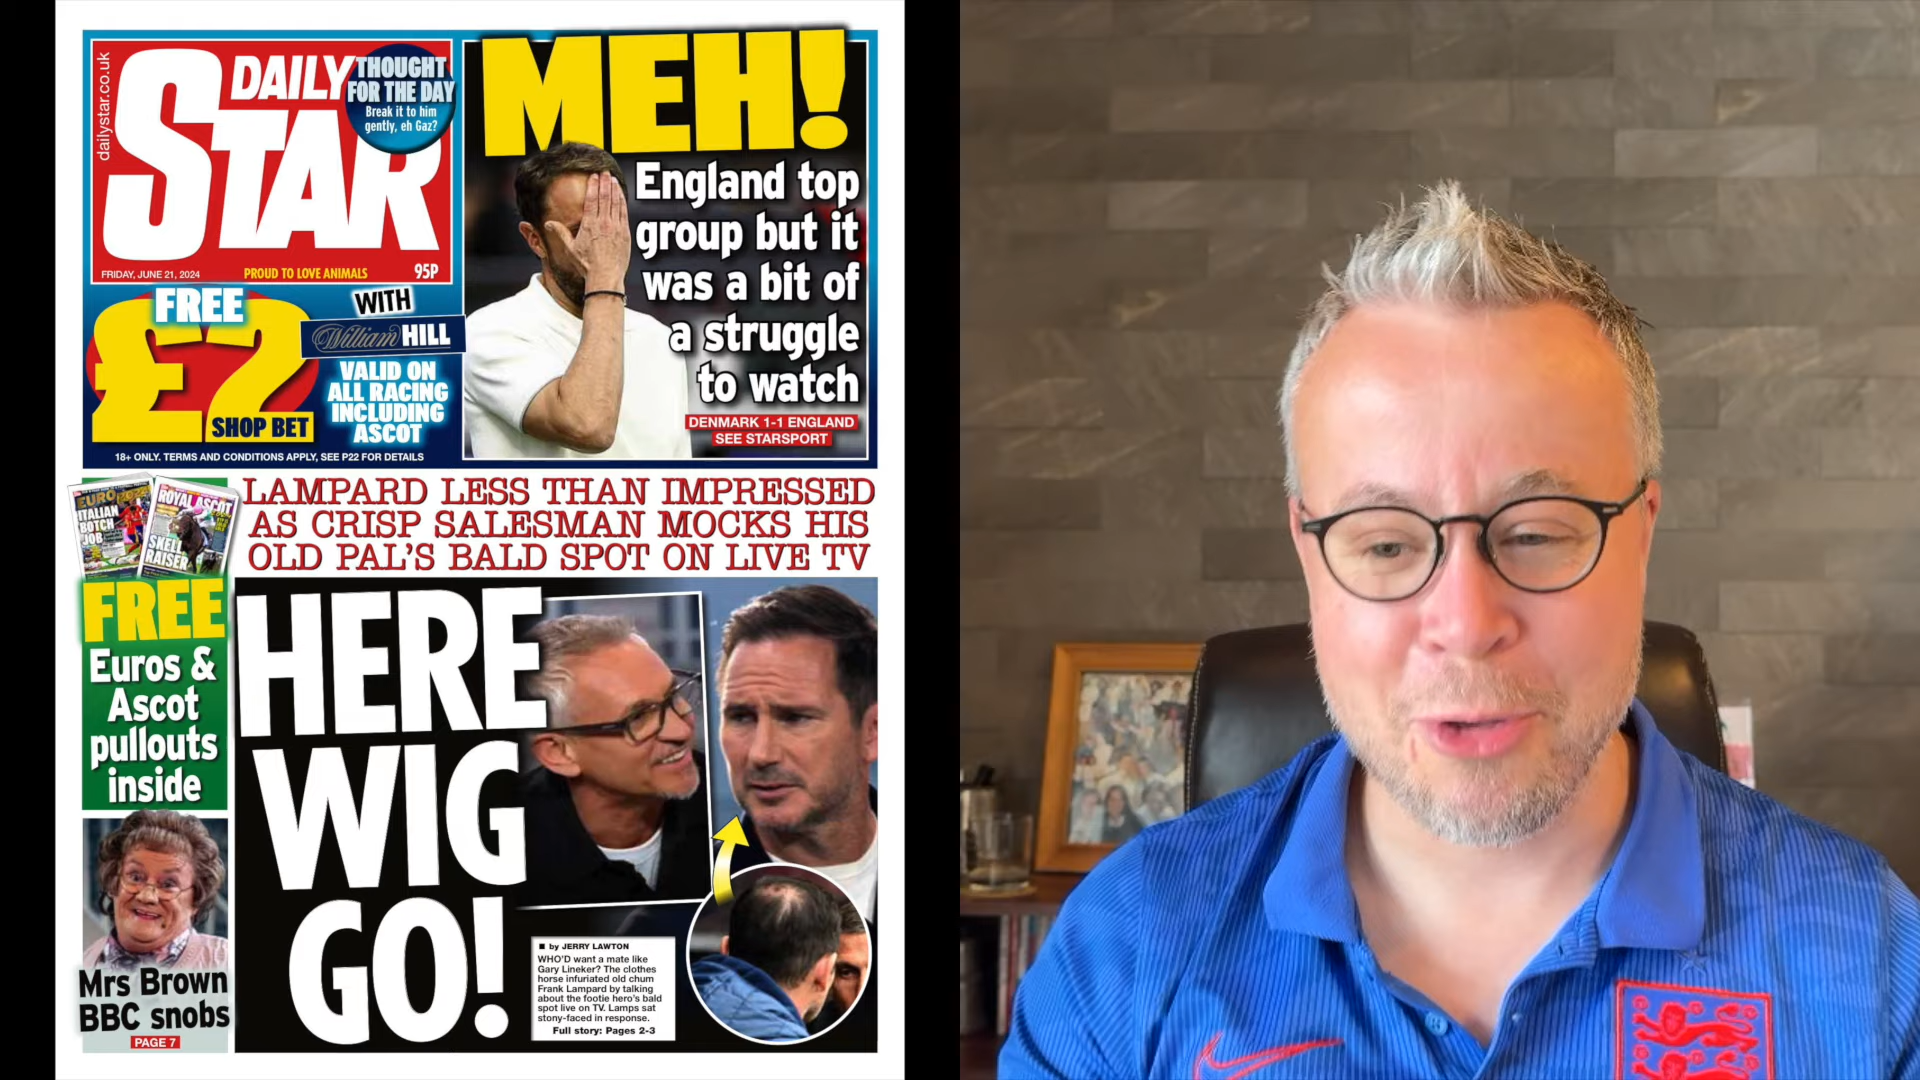 dailystar.co.uk
DAILY
STAR
THOUGHT
FOR THE DAY
Break it to him
gently, eh Gaz?
FRIDAY, JUNE 21, 2024
PROUD TO LOVE ANIMALS
95P
MEH!
England top
group but it
was a bit of
a struggle
to watch
DENMARK 1-1 ENGLAND
SEE STARSPORT
FREE
£2
SHOP BET
WITH
William HILL
VALID ON
ALL RACING
INCLUDING
ASCOT
18+ ONLY. TERMS AND CONDITIONS APPLY, SEE P22 FOR DETAILS
EURO 2024
ITALIAN
BOTCH
JOB
ROYAL ASCOT
SKELL
RAISER
FREE
Euros &
Ascot
pullouts
inside
Mrs Brown
BBC snobs
PAGE 7
LAMPARD LESS THAN IMPRESSED
AS CRISP SALESMAN MOCKS HIS
OLD PAL'S BALD SPOT ON LIVE TV
HERE
WIG
GO!
■ by JERRY LAWTON
WHO'D want a mate like
Gary Lineker? The clothes
horse infuriated old chum
Frank Lampard by talking
about the footie hero's bald
spot live on TV. Lamps sat
stony-faced in response.
Full story: Pages 2-3